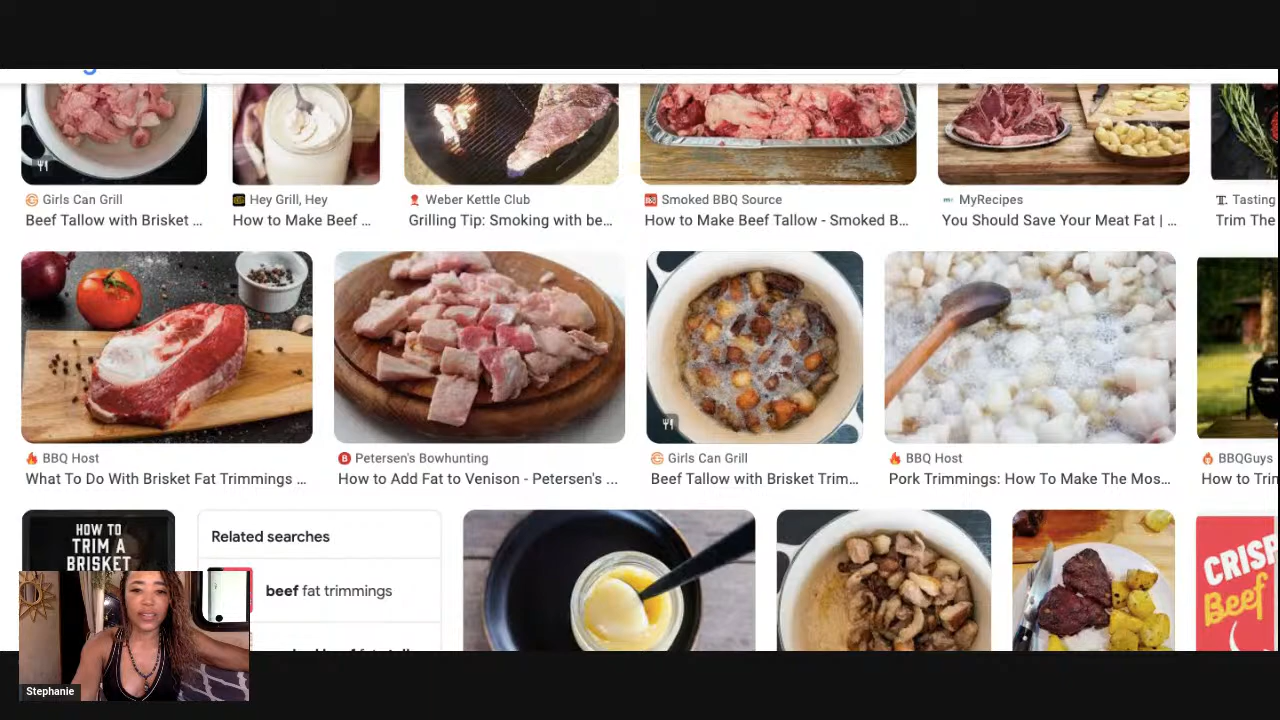 Girls Can Grill
Beef Tallow with Brisket ...
Hey Grill, Hey
How to Make Beef ...
Weber Kettle Club
Grilling Tip: Smoking with be...
Smoked BBQ Source
How to Make Beef Tallow - Smoked B...
MyRecipes
You Should Save Your Meat Fat | ...
Tasting
Trim The
BBQ Host
What To Do With Brisket Fat Trimmings ...
Petersen's Bowhunting
How to Add Fat to Venison - Petersen's ...
Girls Can Grill
Beef Tallow with Brisket Trim...
BBQ Host
Pork Trimmings: How To Make The Mos...
BBQGuys
How to Trin
HOW TO
TRIM A
BRISKET
Related searches
beef fat trimmings
CRISP
Beef
Stephanie